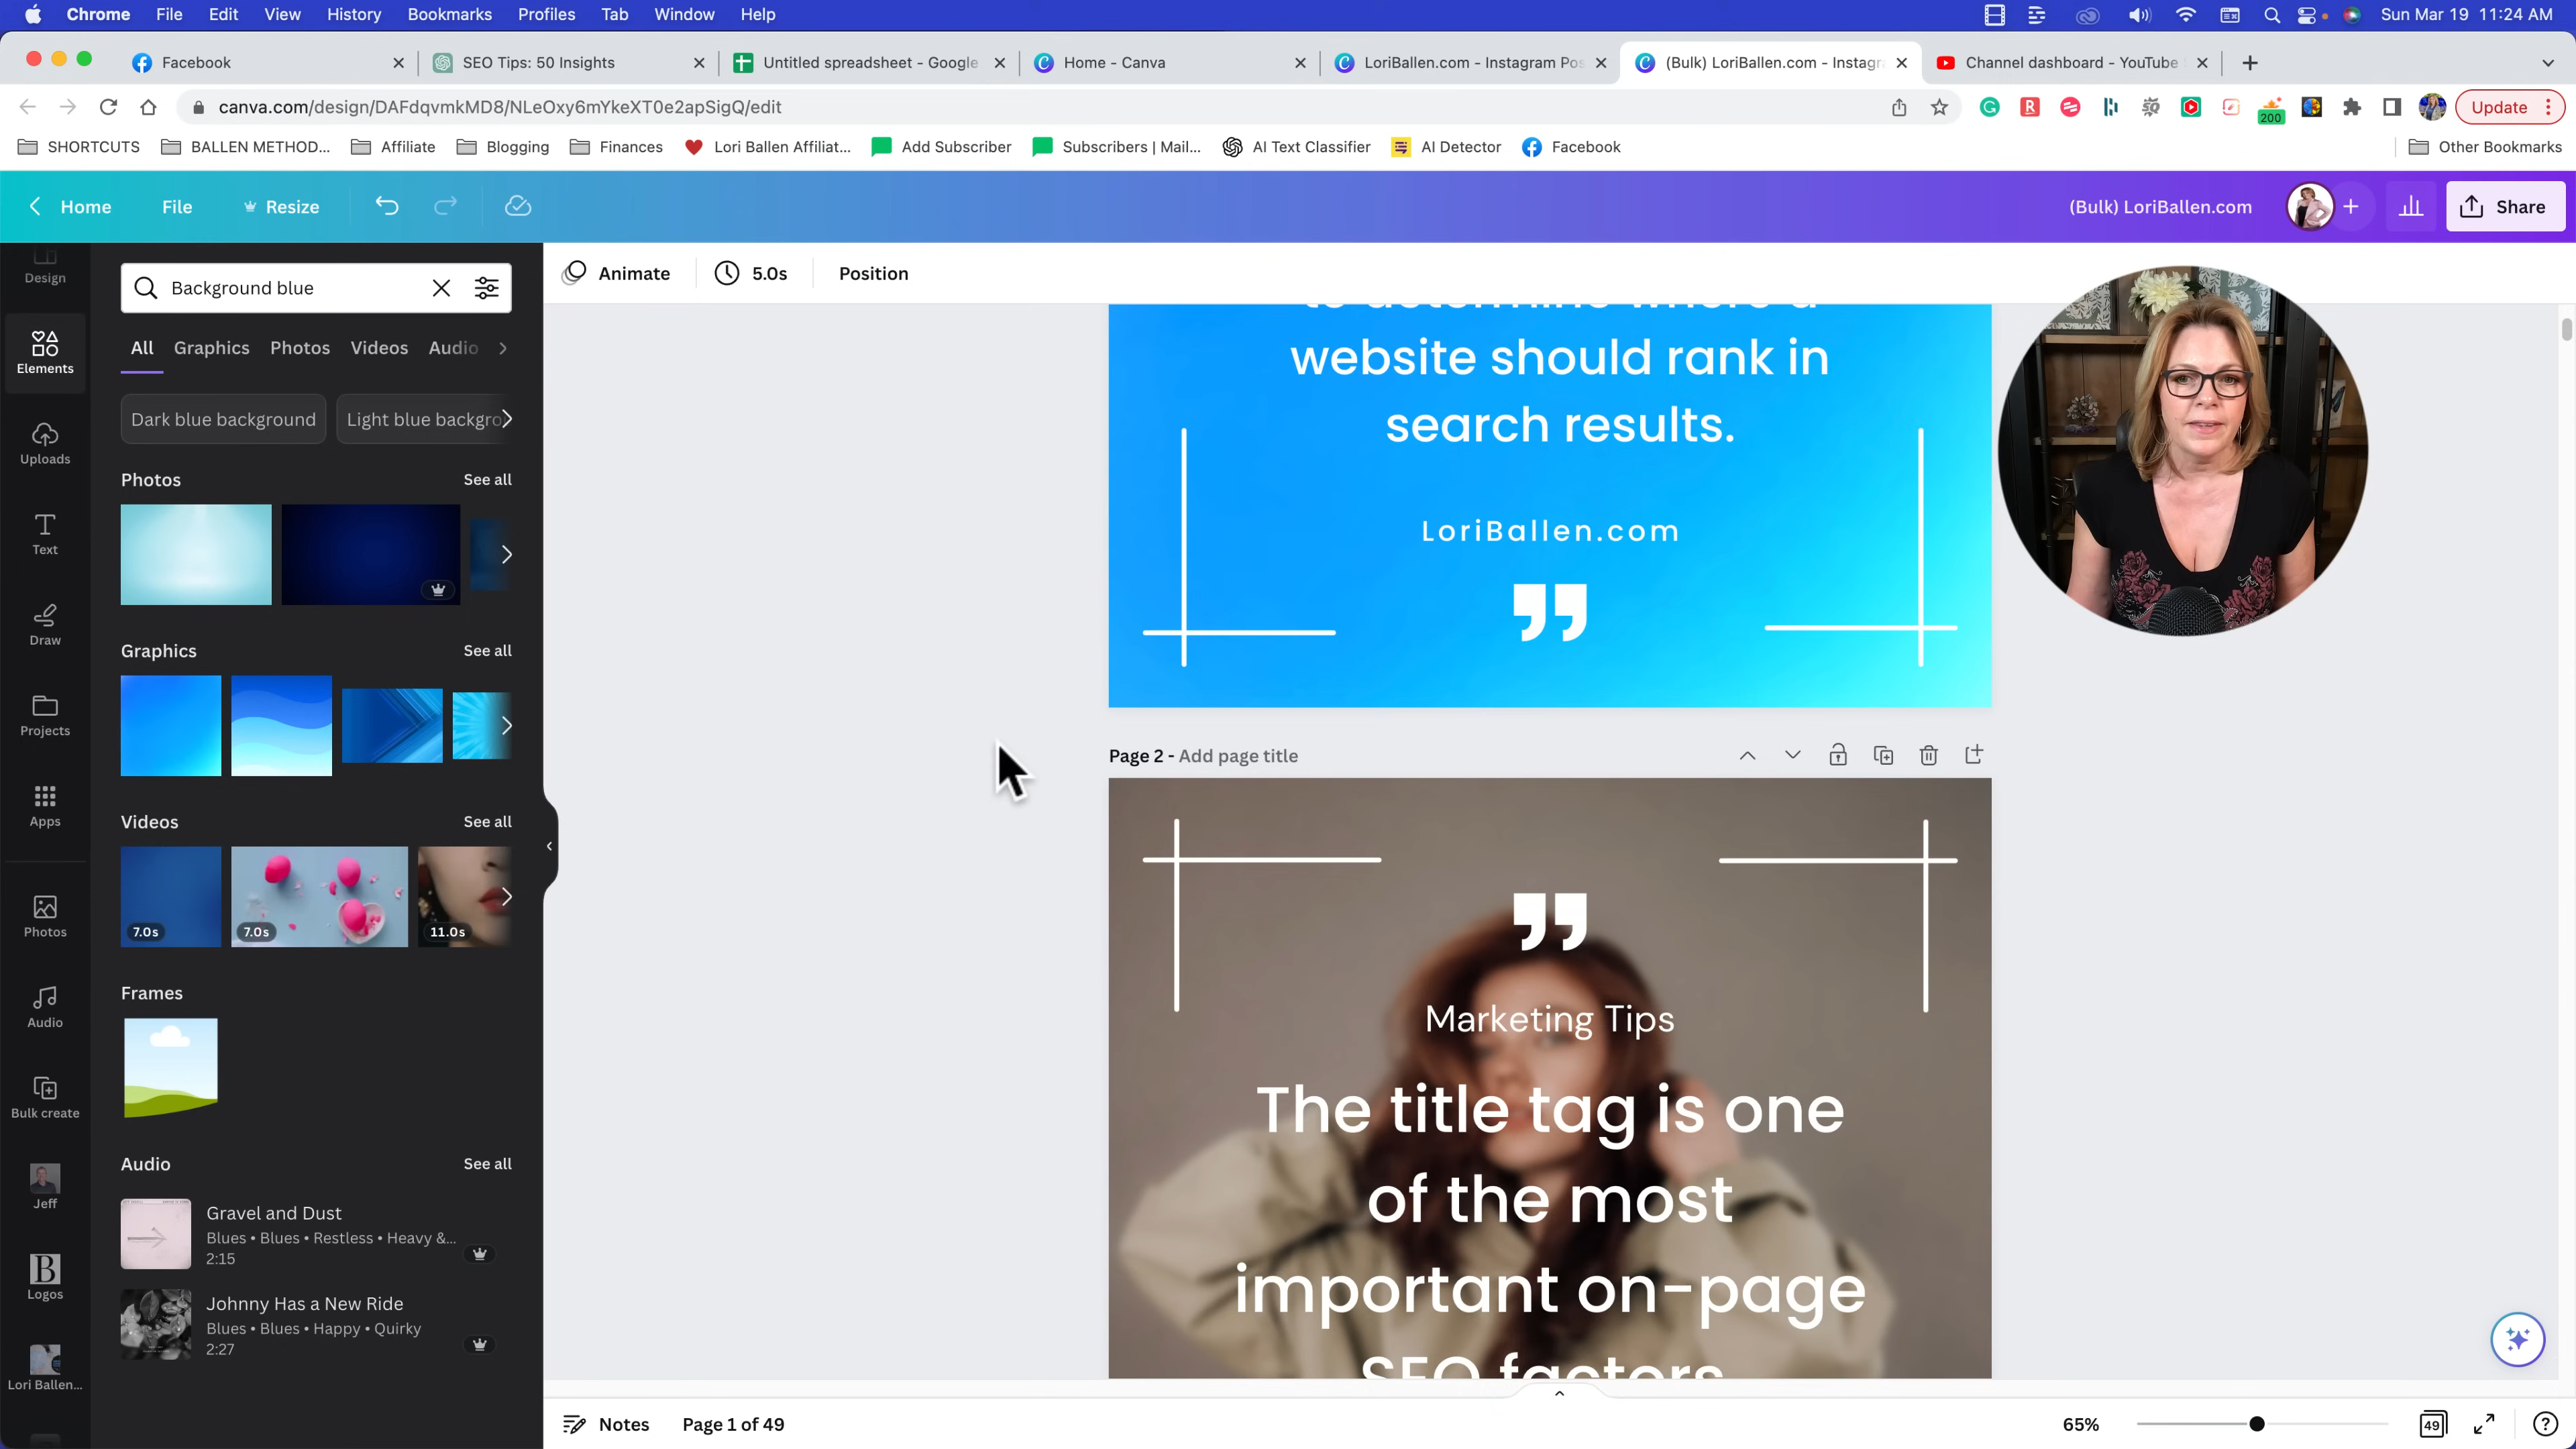 Chrome File Edit View History Bookmarks Profiles Tab Window Help Sun Mar 19 11:24 AM
Facebook SEO Tips: 50 Insights Untitled spreadsheet - Google Home - Canva LoriBallen.com - Instagram Pos (Bulk) LoriBallen.com - Instagr Channel dashboard - YouTube
canva.com/design/DAFdqvmkMD8/NLeOxy6mYkeXT0e2apSigQ/edit 200 Update
SHORTCUTS BALLEN METHOD... Affiliate Blogging Finances Lori Ballen Affiliat... Add Subscriber Subscribers | Mail... AI Text Classifier AI Detector Facebook Other Bookmarks
Home File Resize (Bulk) LoriBallen.com Share
Design
Elements
Uploads
Text
Draw
Projects
Apps
Photos
Audio
Bulk create
Jeff
B
Logos
Lori Ballen...
Background blue
All Graphics Photos Videos Audio
Dark blue background Light blue backgro
Photos See all
Graphics See all
Videos See all
7.0s 7.0s 11.0s
Frames
Audio See all
Gravel and Dust
Blues • Blues • Restless • Heavy &...
2:15
Johnny Has a New Ride
Blues • Blues • Happy • Quirky
2:27
Animate 5.0s Position
to determine where a
website should rank in
search results.
LoriBallen.com
”
Page 2 - Add page title
”
Marketing Tips
The title tag is one
of the most
important on-page
SEO factors
Notes Page 1 of 49 65% 49